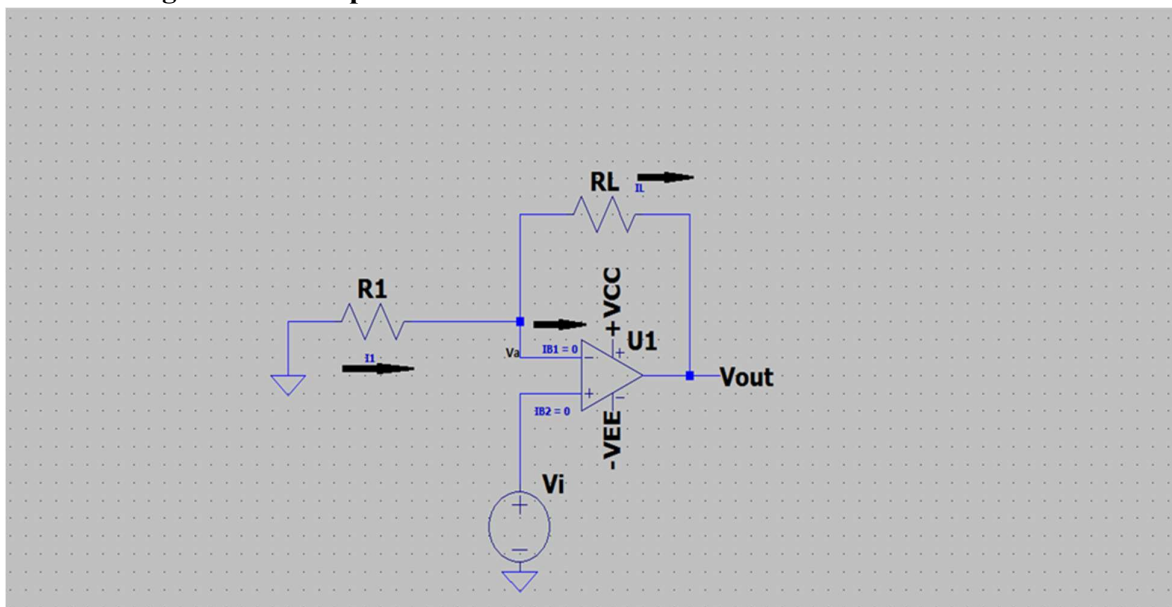 RL
IL
R1
+VCC
U1
I1
Va
IB1 = 0
Vout
IB2 = 0
-VEE
Vi